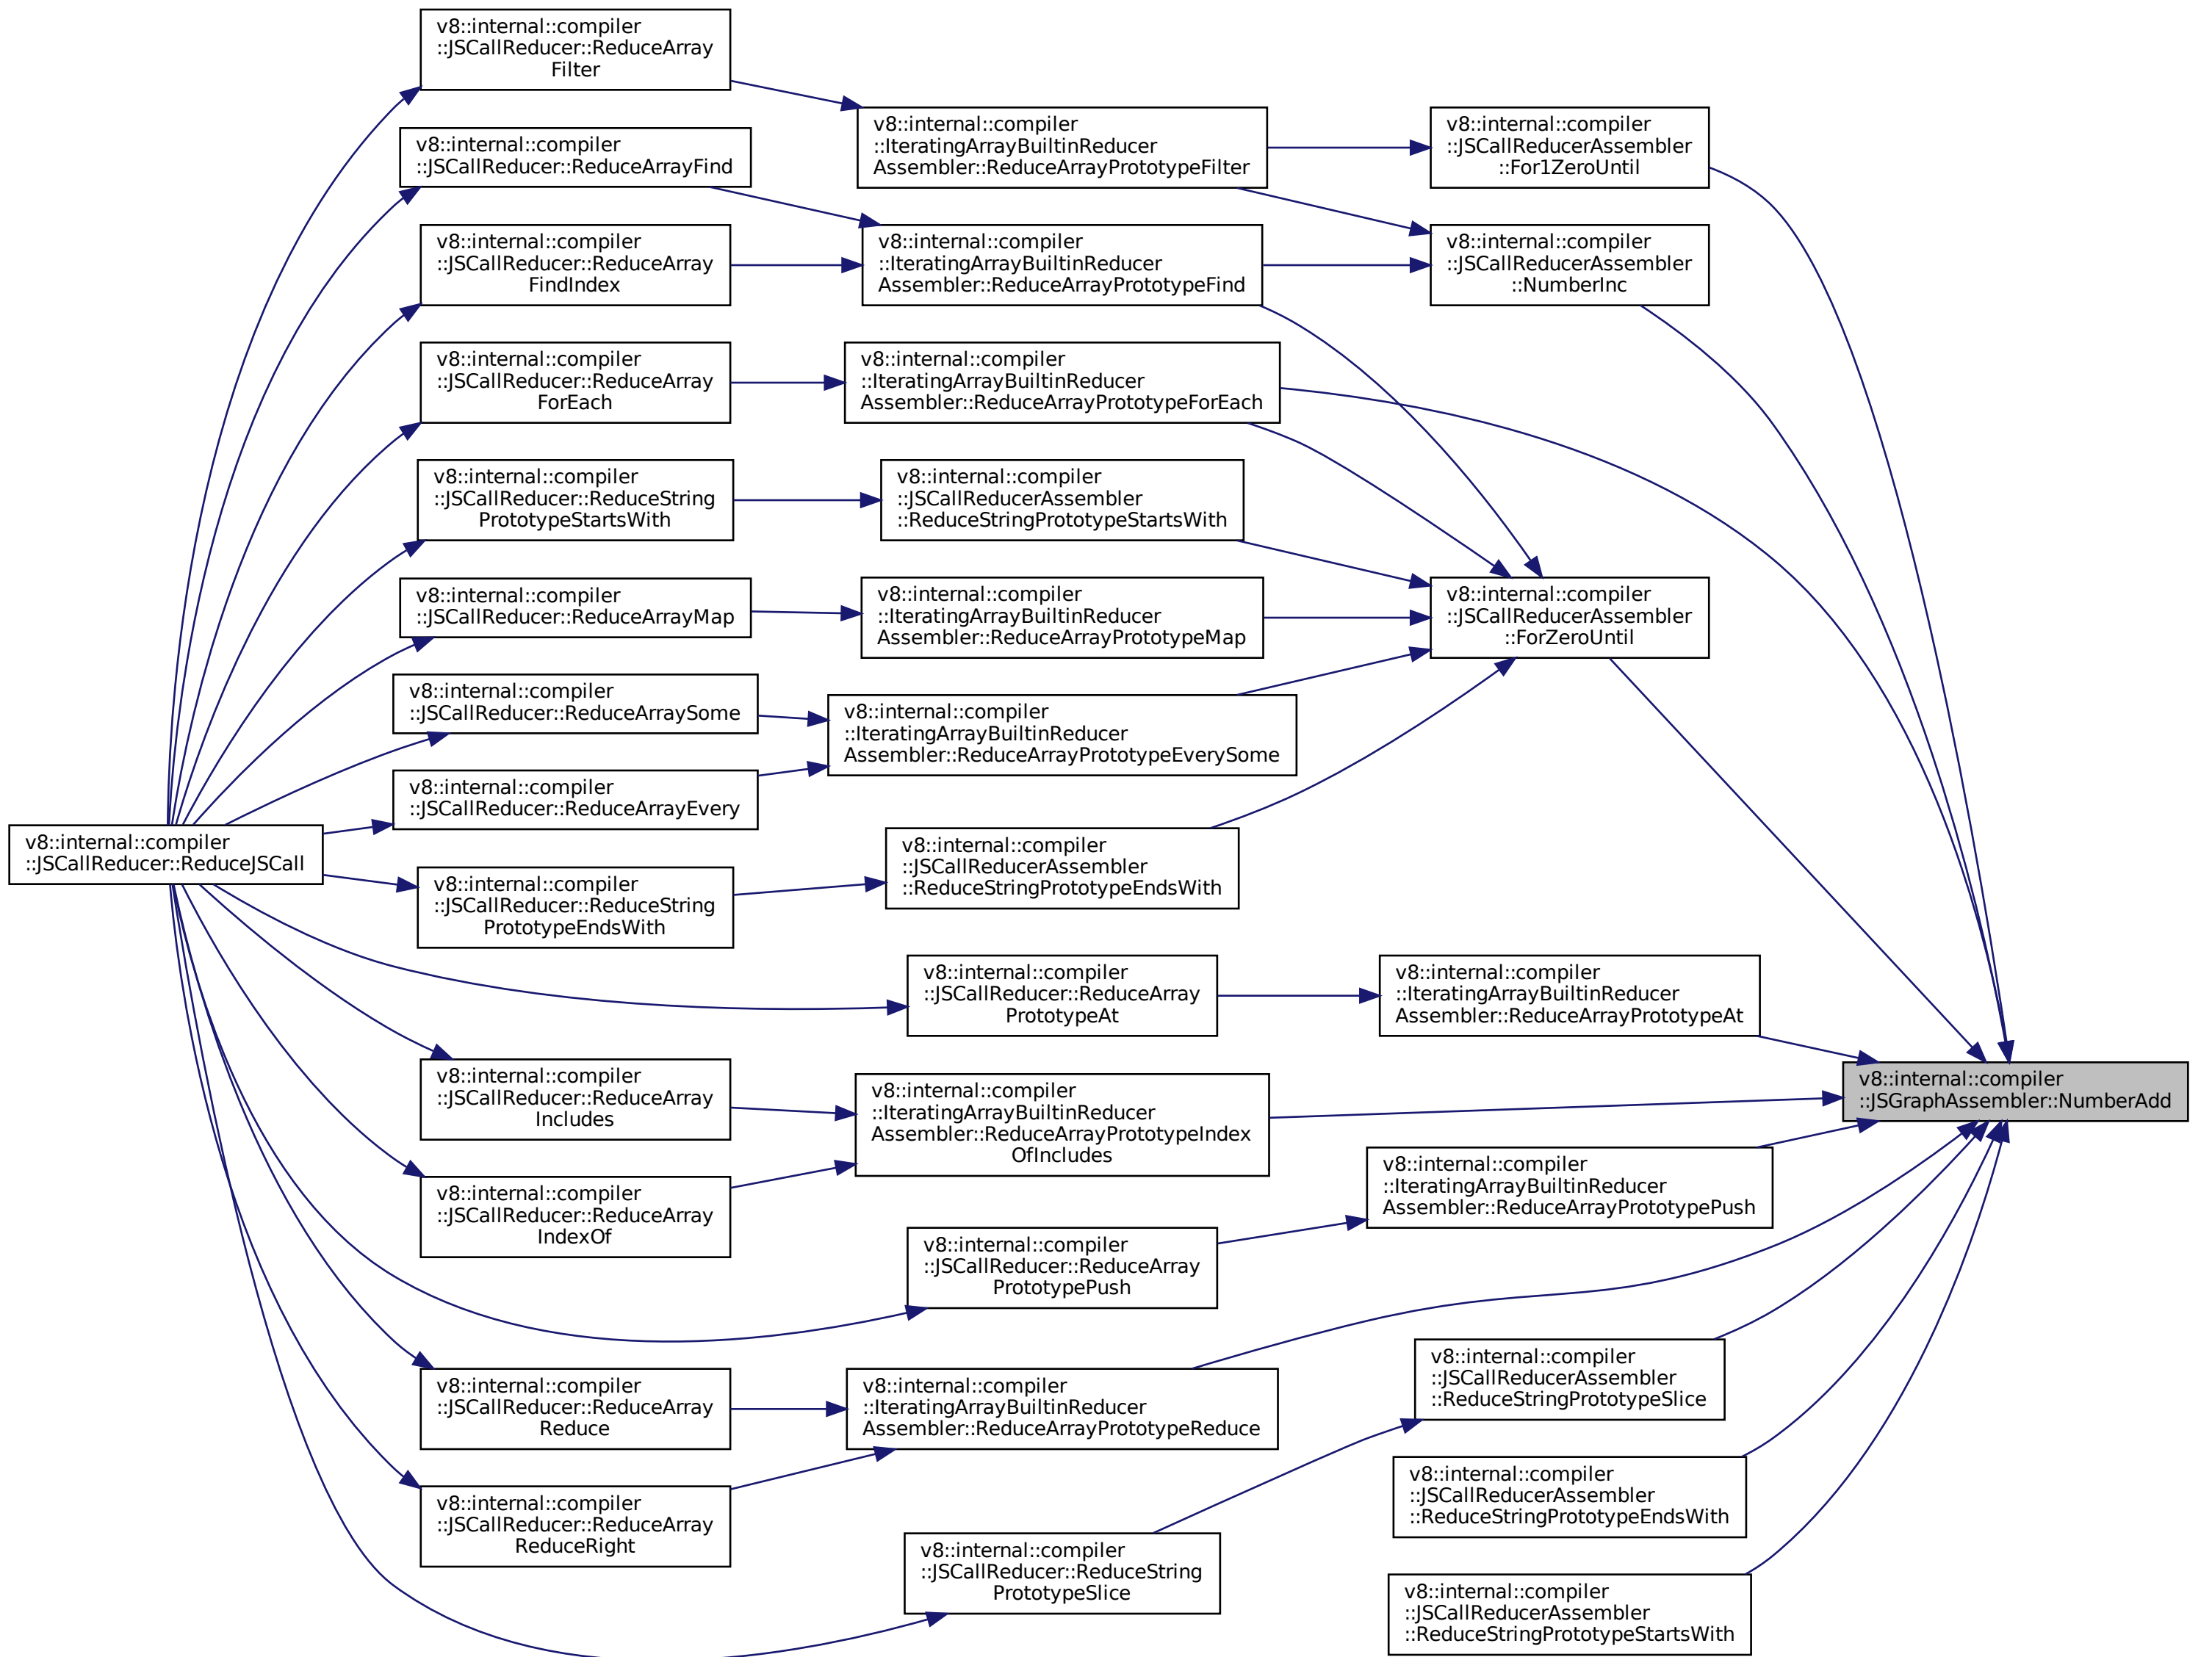 v8::internal::compiler
::JSCallReducer::ReduceArray
Filter
v8::internal::compiler
::JSCallReducer::ReduceArrayFind
v8::internal::compiler
::JSCallReducer::ReduceArray
FindIndex
v8::internal::compiler
::JSCallReducer::ReduceArray
ForEach
v8::internal::compiler
::JSCallReducer::ReduceString
PrototypeStartsWith
v8::internal::compiler
::JSCallReducer::ReduceArrayMap
v8::internal::compiler
::JSCallReducer::ReduceArraySome
v8::internal::compiler
::JSCallReducer::ReduceArrayEvery
v8::internal::compiler
::JSCallReducer::ReduceJSCall
v8::internal::compiler
::JSCallReducer::ReduceString
PrototypeEndsWith
v8::internal::compiler
::JSCallReducer::ReduceArray
Includes
v8::internal::compiler
::JSCallReducer::ReduceArray
IndexOf
v8::internal::compiler
::JSCallReducer::ReduceArray
Reduce
v8::internal::compiler
::JSCallReducer::ReduceArray
ReduceRight
v8::internal::compiler
::IteratingArrayBuiltinReducer
Assembler::ReduceArrayPrototypeFilter
v8::internal::compiler
::IteratingArrayBuiltinReducer
Assembler::ReduceArrayPrototypeFind
v8::internal::compiler
::IteratingArrayBuiltinReducer
Assembler::ReduceArrayPrototypeForEach
v8::internal::compiler
::JSCallReducerAssembler
::ReduceStringPrototypeStartsWith
v8::internal::compiler
::IteratingArrayBuiltinReducer
Assembler::ReduceArrayPrototypeMap
v8::internal::compiler
::IteratingArrayBuiltinReducer
Assembler::ReduceArrayPrototypeEverySome
v8::internal::compiler
::JSCallReducerAssembler
::ReduceStringPrototypeEndsWith
v8::internal::compiler
::JSCallReducer::ReduceArray
PrototypeAt
v8::internal::compiler
::IteratingArrayBuiltinReducer
Assembler::ReduceArrayPrototypeIndex
OfIncludes
v8::internal::compiler
::JSCallReducer::ReduceArray
PrototypePush
v8::internal::compiler
::IteratingArrayBuiltinReducer
Assembler::ReduceArrayPrototypeReduce
v8::internal::compiler
::JSCallReducer::ReduceString
PrototypeSlice
v8::internal::compiler
::JSCallReducerAssembler
::For1ZeroUntil
v8::internal::compiler
::JSCallReducerAssembler
::NumberInc
v8::internal::compiler
::JSCallReducerAssembler
::ForZeroUntil
v8::internal::compiler
::IteratingArrayBuiltinReducer
Assembler::ReduceArrayPrototypeAt
v8::internal::compiler
::IteratingArrayBuiltinReducer
Assembler::ReduceArrayPrototypePush
v8::internal::compiler
::JSCallReducerAssembler
::ReduceStringPrototypeSlice
v8::internal::compiler
::JSCallReducerAssembler
::ReduceStringPrototypeEndsWith
v8::internal::compiler
::JSCallReducerAssembler
::ReduceStringPrototypeStartsWith
v8::internal::compiler
::JSGraphAssembler::NumberAdd